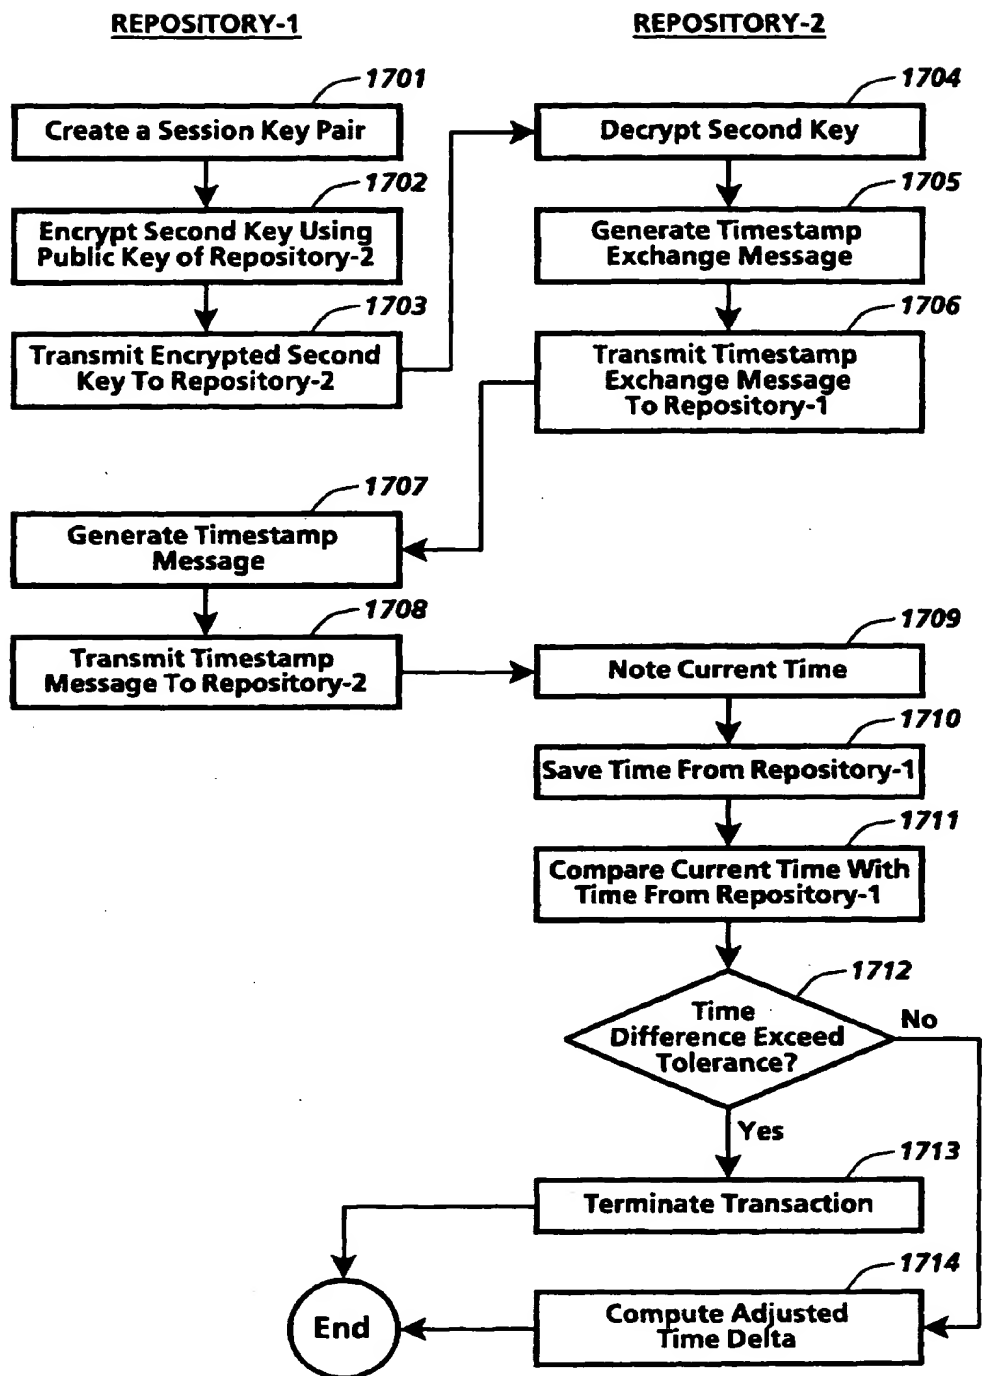 REPOSITORY-1
REPOSITORY-2
1701
Create a Session Key Pair
1702
Encrypt Second Key Using
Public Key of Repository-2
1703
Transmit Encrypted Second
Key To Repository-2
1704
Decrypt Second Key
1705
Generate Timestamp
Exchange Message
1706
Transmit Timestamp
Exchange Message
To Repository-1
1707
Generate Timestamp
Message
1708
Transmit Timestamp
Message To Repository-2
1709
Note Current Time
1710
Save Time From Repository-1
1711
Compare Current Time With
Time From Repository-1
1712
Time
Difference Exceed
Tolerance?
No
Yes
1713
Terminate Transaction
1714
Compute Adjusted
Time Delta
End